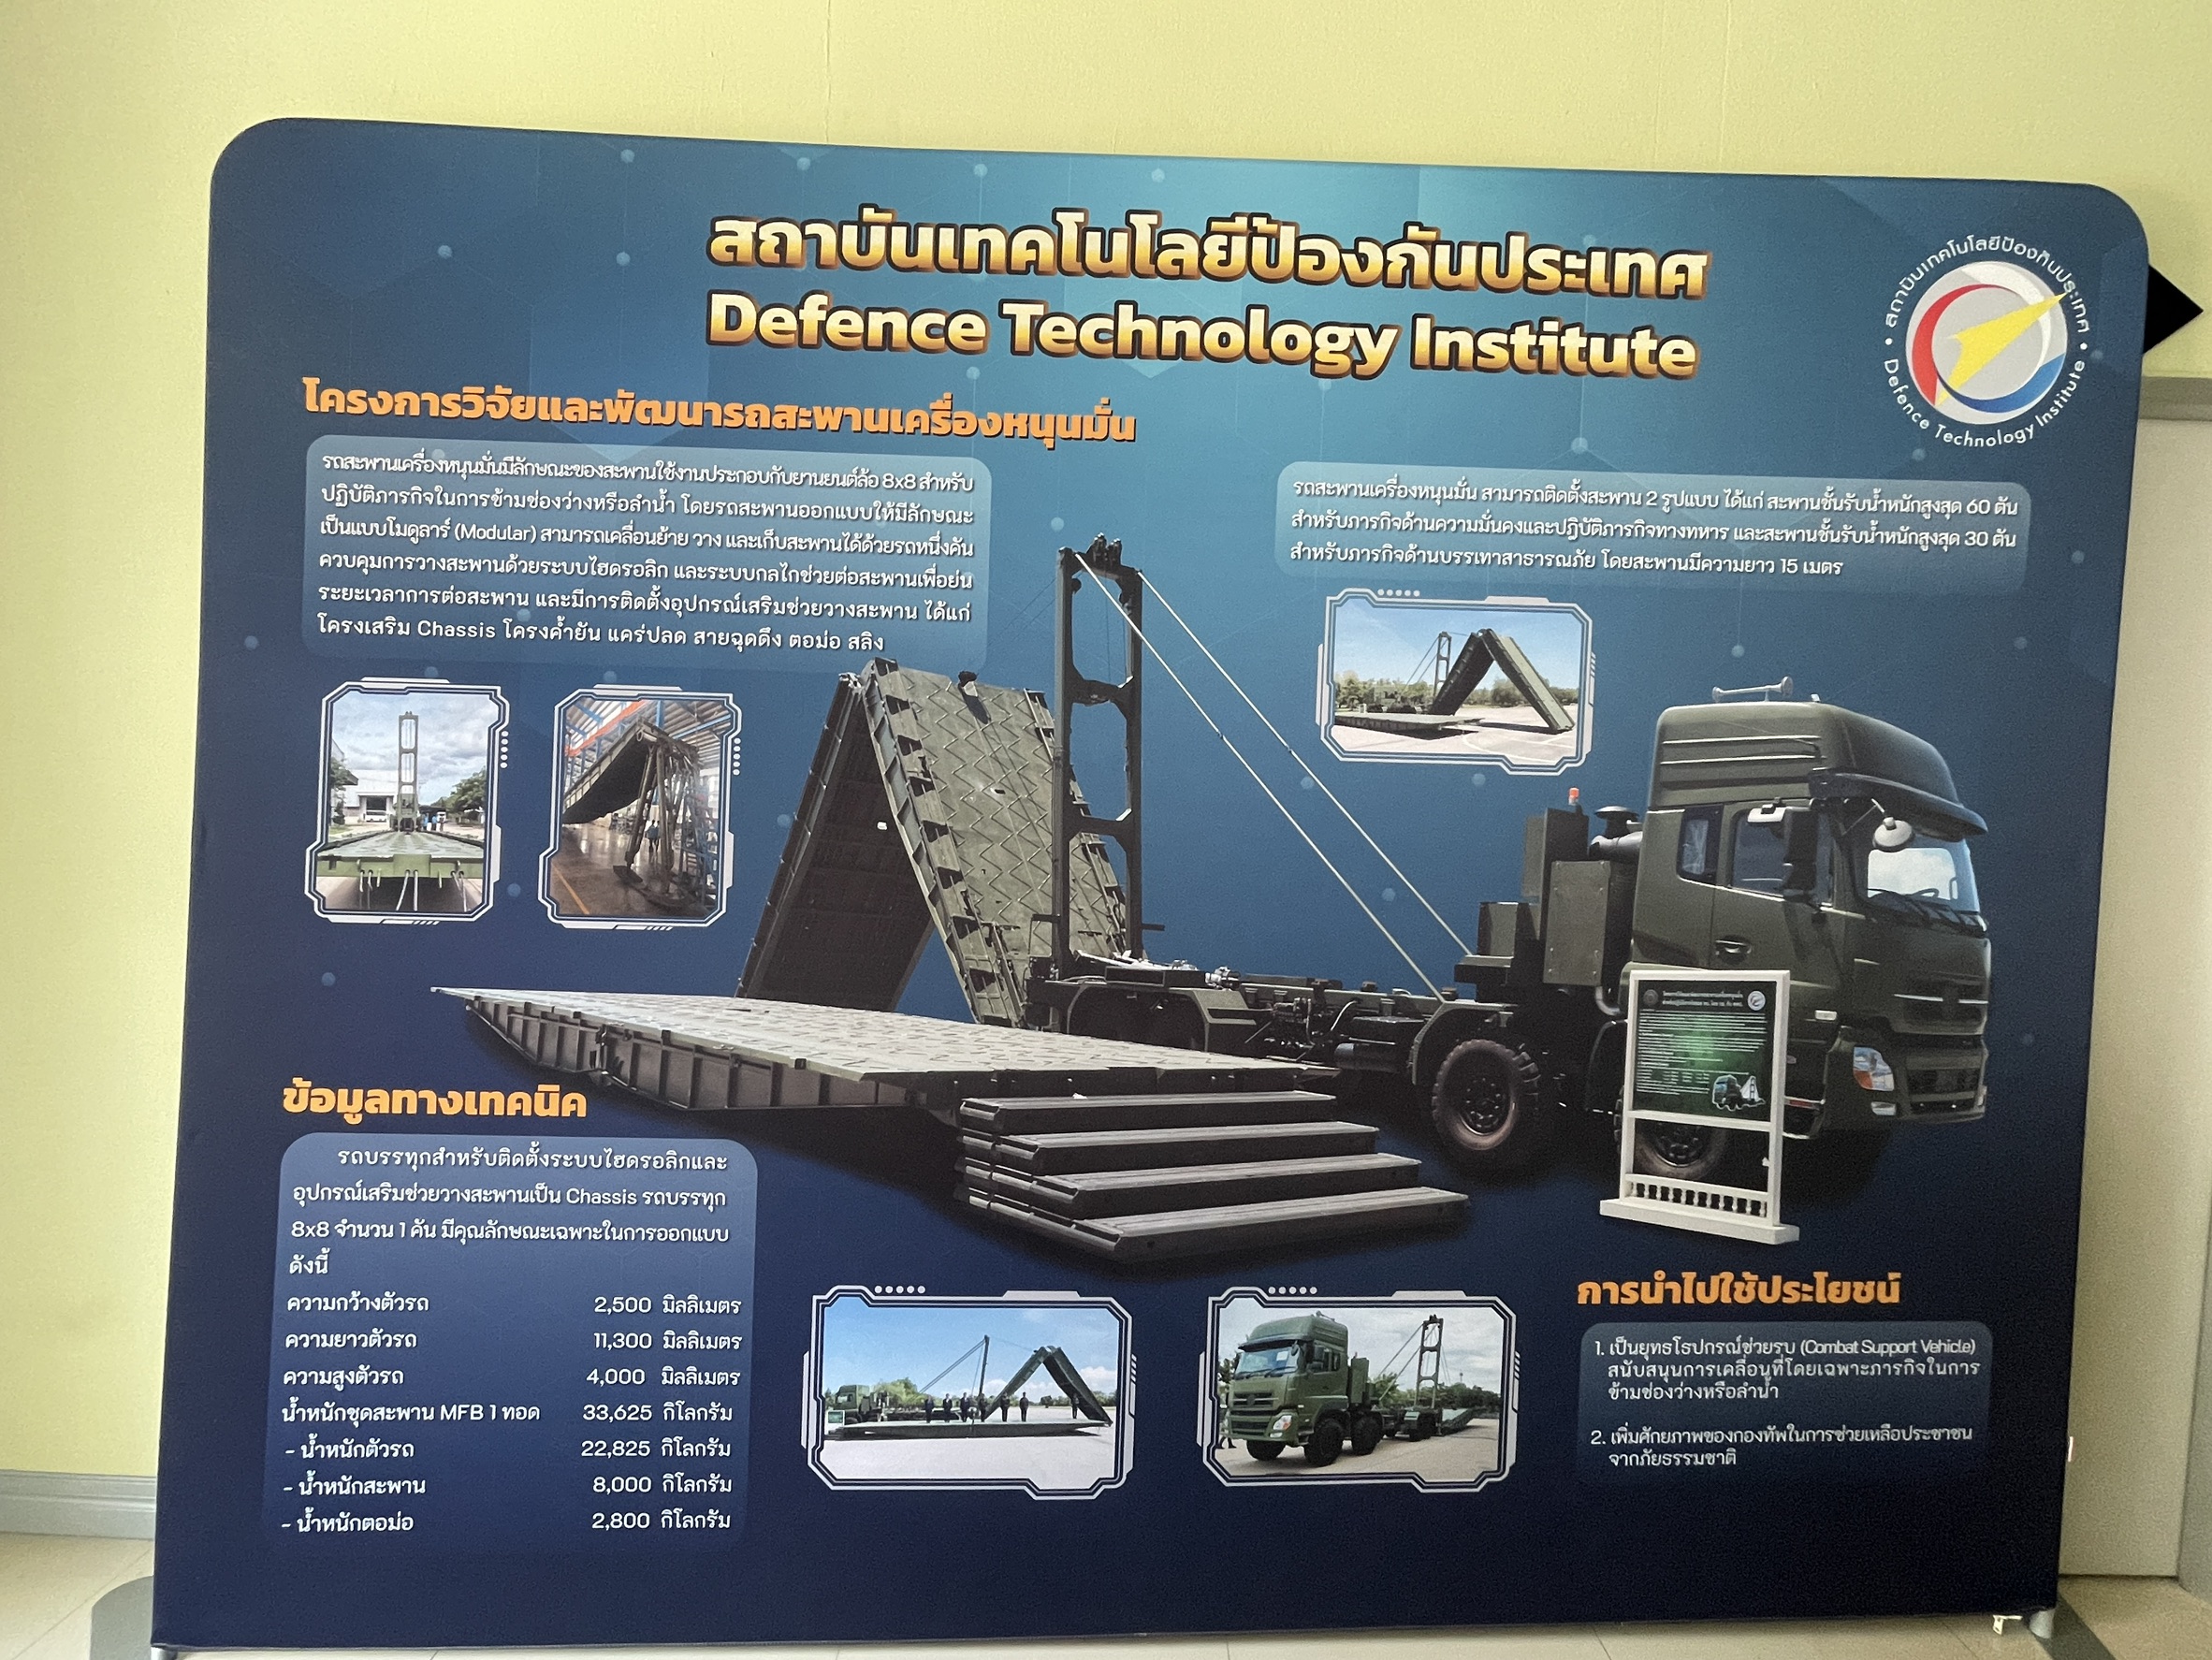 สถาบันเทคโนโลยีป้องกันประเทศ
Defence Technology Institute
สถาบันเทคโนโลยีป้องกันประเทศ
Defence Technology Institute
โครงการวิจัยและพัฒนารถสะพานเครื่องหนุนมั่น
รถสะพานเครื่องหนุนมั่นมีลักษณะของสะพานใช้งานประกอบกับยานยนต์ล้อ 8x8 สำหรับ
ปฏิบัติภารกิจในการข้ามช่องว่างหรือลำน้ำ โดยรถสะพานออกแบบให้มีลักษณะ
เป็นแบบโมดูลาร์ (Modular) สามารถเคลื่อนย้าย วาง และเก็บสะพานได้ด้วยรถหนึ่งคัน
ควบคุมการวางสะพานด้วยระบบไฮดรอลิก และระบบกลไกช่วยต่อสะพานเพื่อย่น
ระยะเวลาการต่อสะพาน และมีการติดตั้งอุปกรณ์เสริมช่วยวางสะพาน ได้แก่
โครงเสริม Chassis โครงค้ำยัน แคร่ปลด สายฉุดดึง ตอม่อ สลิง
รถสะพานเครื่องหนุนมั่น สามารถติดตั้งสะพาน 2 รูปแบบ ได้แก่ สะพานชั้นรับน้ำหนักสูงสุด 60 ตัน
สำหรับภารกิจด้านความมั่นคงและปฏิบัติภารกิจทางทหาร และสะพานชั้นรับน้ำหนักสูงสุด 30 ตัน
สำหรับภารกิจด้านบรรเทาสาธารณภัย โดยสะพานมีความยาว 15 เมตร
ข้อมูลทางเทคนิค
รถบรรทุกสำหรับติดตั้งระบบไฮดรอลิกและ
อุปกรณ์เสริมช่วยวางสะพานเป็น Chassis รถบรรทุก
8x8 จำนวน 1 คัน มีคุณลักษณะเฉพาะในการออกแบบ
ดังนี้
ความกว้างตัวรถ 2,500 มิลลิเมตร
ความยาวตัวรถ 11,300 มิลลิเมตร
ความสูงตัวรถ 4,000 มิลลิเมตร
น้ำหนักชุดสะพาน MFB 1 ทอด 33,625 กิโลกรัม
- น้ำหนักตัวรถ 22,825 กิโลกรัม
- น้ำหนักสะพาน 8,000 กิโลกรัม
- น้ำหนักตอม่อ 2,800 กิโลกรัม
การนำไปใช้ประโยชน์
1. เป็นยุทธโธปกรณ์ช่วยรบ (Combat Support Vehicle)
สนับสนุนการเคลื่อนที่โดยเฉพาะภารกิจในการ
ข้ามช่องว่างหรือลำน้ำ
2. เพิ่มศักยภาพของกองทัพในการช่วยเหลือประชาชน
จากภัยธรรมชาติ